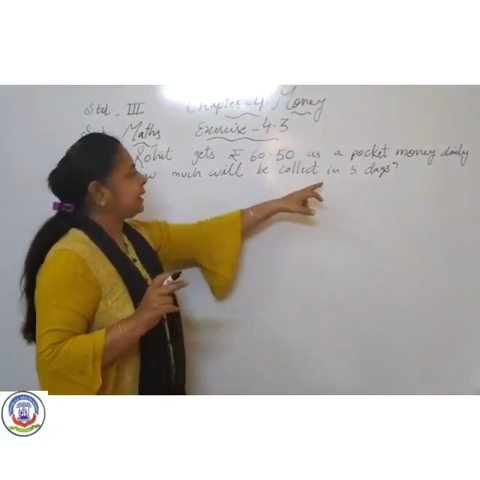 Std - III Chapter-4 Money
Maths Exercise - 4.3
Rohit gets ₹ 60.50 as a pocket money daily
much will be collect in 5 days?